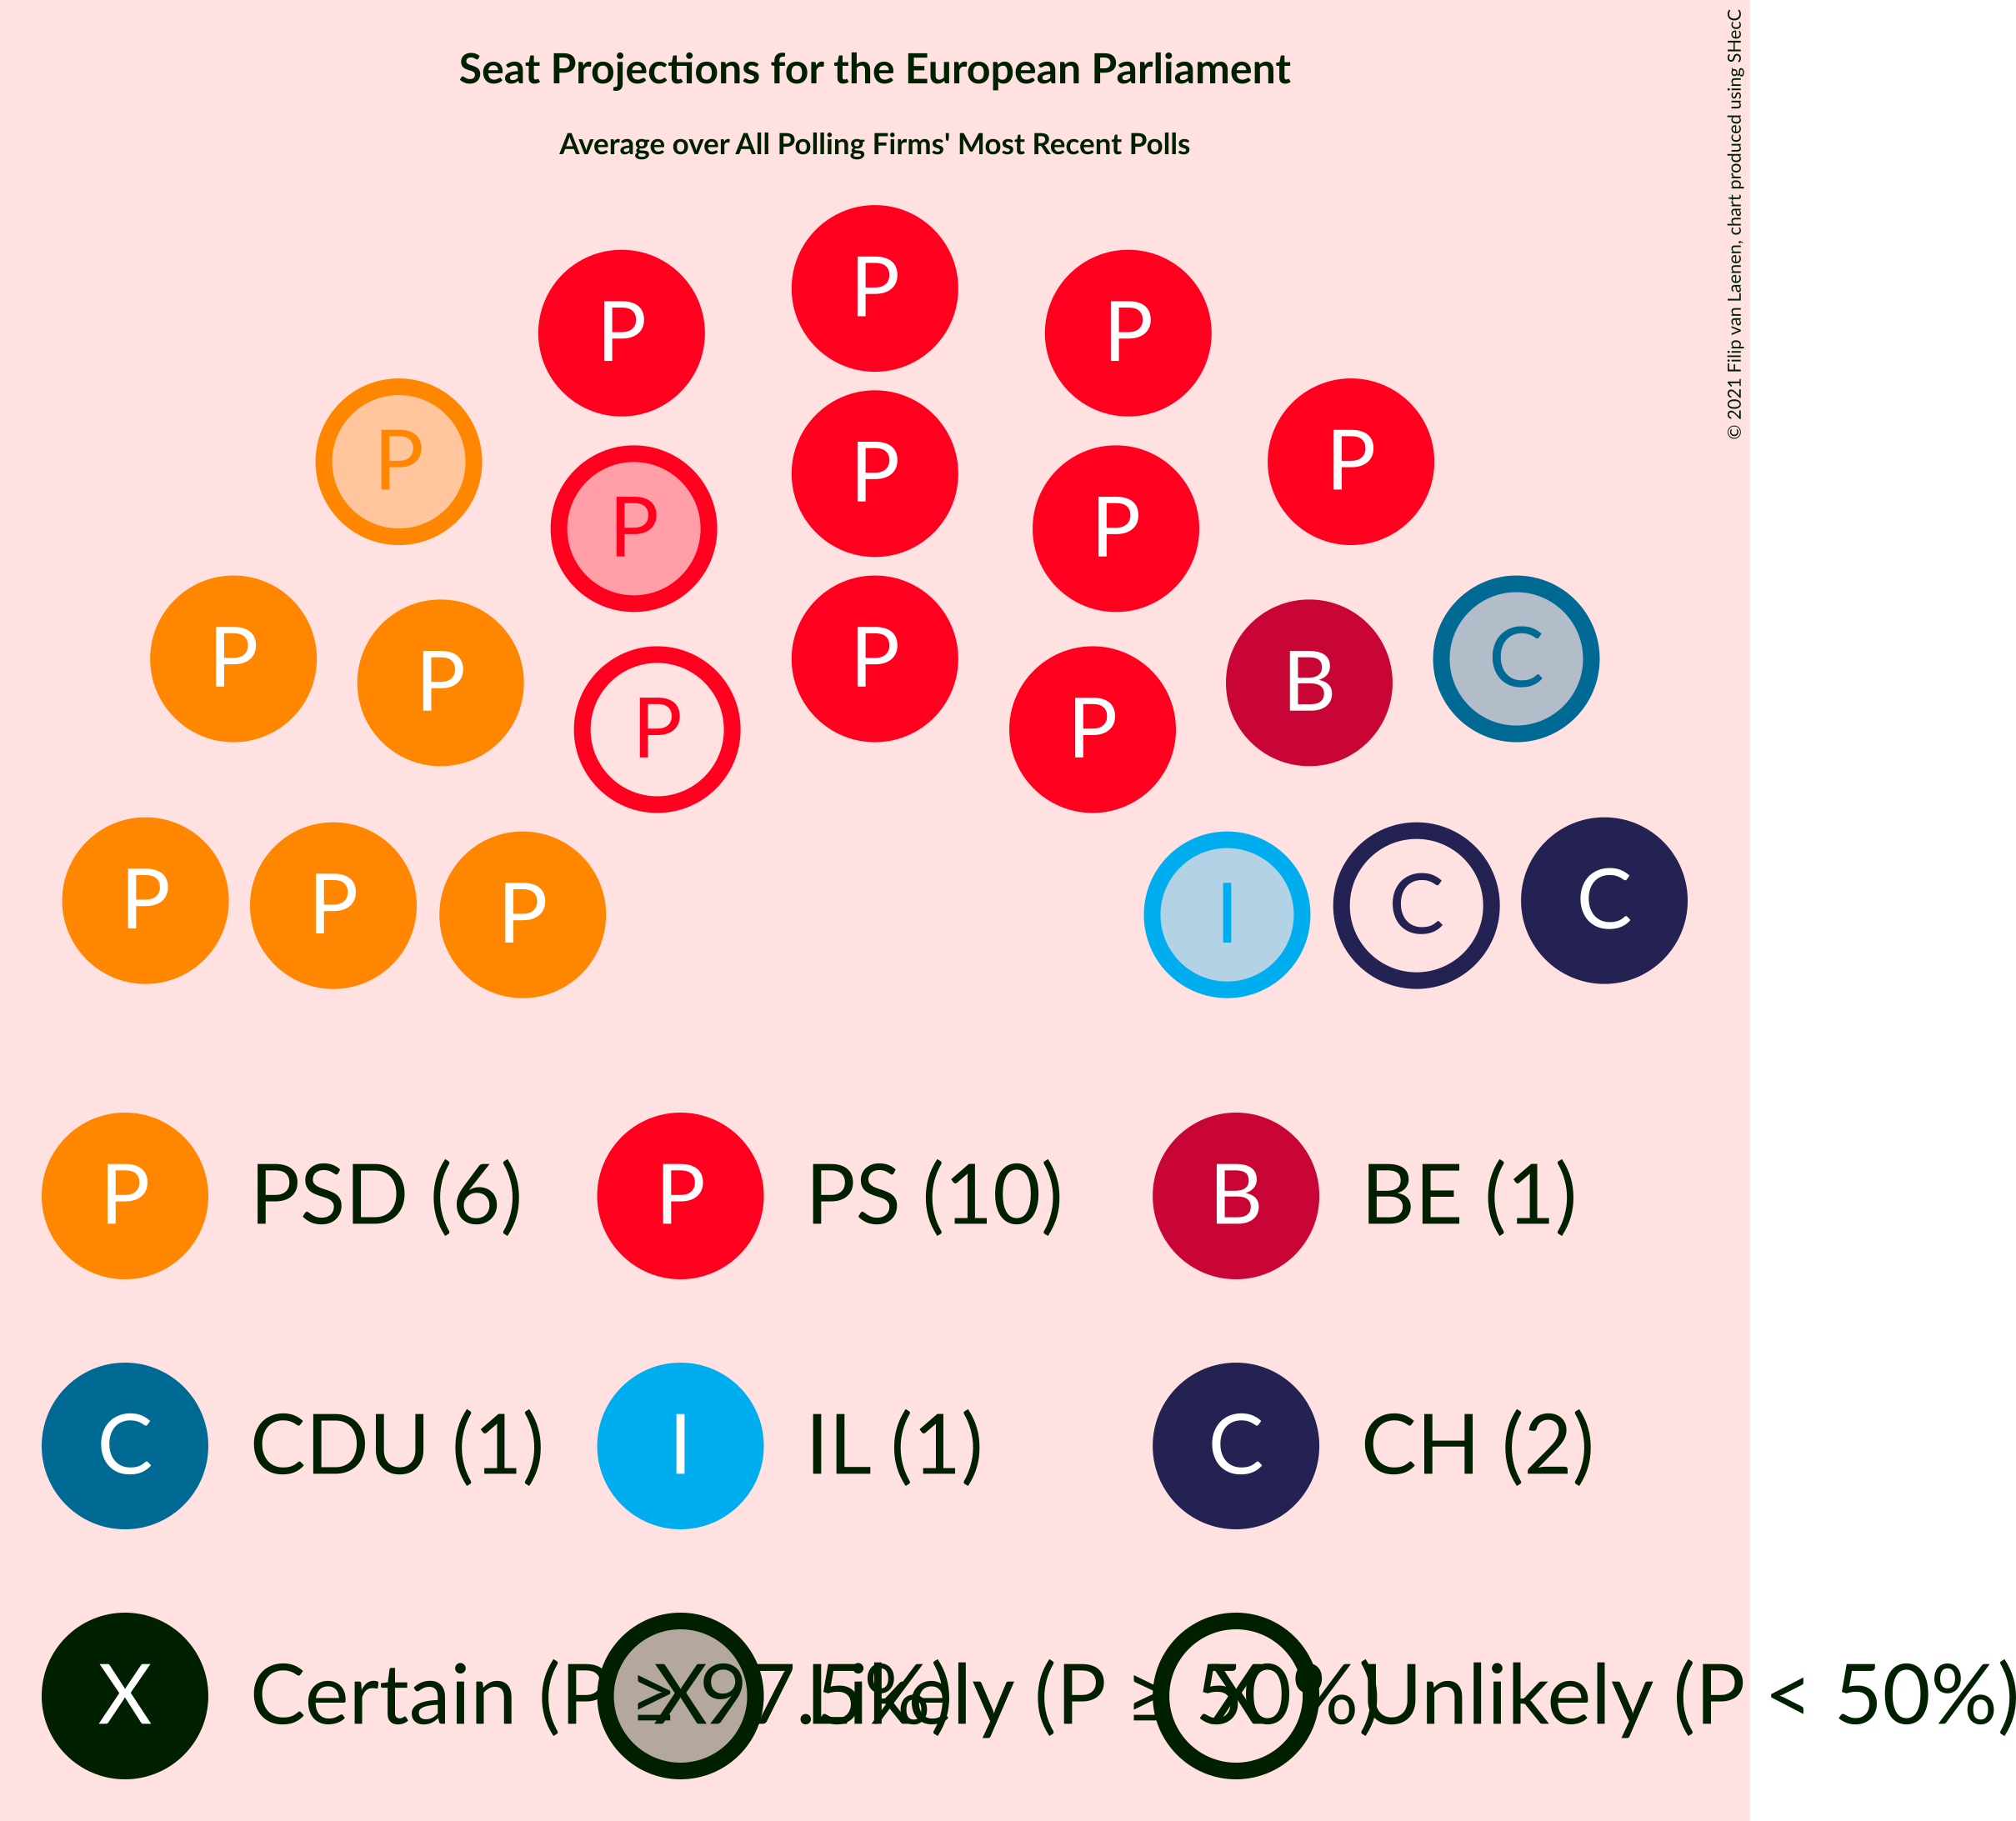 Seat Projections for the European Parliament
Average over All Polling Firms' Most Recent Polls
© 2021 Filip van Laenen, chart produced using SHecC
P
P P
P P
P
P P
P P
P P
P B
P P
C
P P P I C C
P PSD (6) P PS (10) B BE (1)
C CDU (1) I IL (1) C CH (2)
X Certain (P ≥ 97.5%) X Likely (P ≥ 50%) X Unlikely (P < 50%)